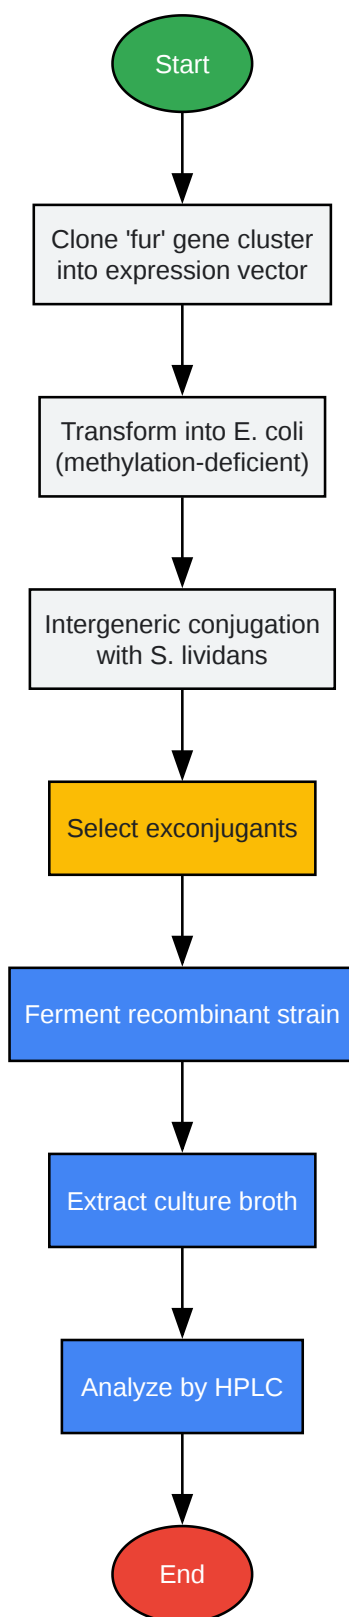 Start
Clone 'fur' gene cluster
into expression vector
Transform into E. coli
(methylation-deficient)
Intergeneric conjugation
with S. lividans
Select exconjugants
Ferment recombinant strain
Extract culture broth
Analyze by HPLC
End